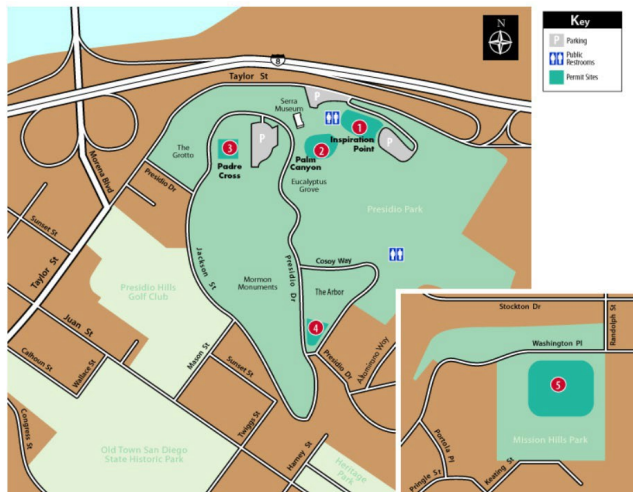 N
Key
P
Parking
Public
Restrooms
Permit Sites
8
Taylor St
P
Serra
Museum
1
Inspiration
Point
P
The
Grotto
3
Padre
Cross
P
2
Palm
Canyon
Eucalyptus
Grove
Presidio Park
Morena Blvd
Presidio Dr
Sunset St
Taylor St
Presidio Hills
Golf Club
Jackson St
Mormon
Monuments
Presidio Dr
Cosoy Way
The Arbor
4
Presidio Dr
Altamirano Way
Juan St
Calhoun St
Wallace St
Mason St
Sunset St
Twiggs St
Congress St
Old Town San Diego
State Historic Park
Harney St
Heritage
Park
Stockton Dr
Randolph St
Washington Pl
5
Mission Hills Park
Portola Pl
Pringle St
Keating St